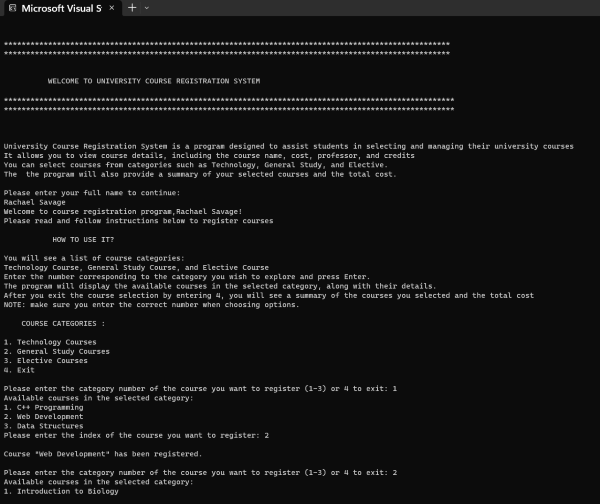 Microsoft Visual S
****************************************************************************************************
****************************************************************************************************
WELCOME TO UNIVERSITY COURSE REGISTRATION SYSTEM
*****************************************************************************************************
*****************************************************************************************************
University Course Registration System is a program designed to assist students in selecting and managing their university courses
It allows you to view course details, including the course name, cost, professor, and credits
You can select courses from categories such as Technology, General Study, and Elective.
The  the program will also provide a summary of your selected courses and the total cost.
Please enter your full name to continue:
Rachael Savage
Welcome to course registration program,Rachael Savage!
Please read and follow instructions below to register courses
HOW TO USE IT?
You will see a list of course categories:
Technology Course, General Study Course, and Elective Course
Enter the number corresponding to the category you wish to explore and press Enter.
The program will display the available courses in the selected category, along with their details.
After you exit the course selection by entering 4, you will see a summary of the courses you selected and the total cost
NOTE: make sure you enter the correct number when choosing options.
COURSE CATEGORIES :
1. Technology Courses
2. General Study Courses
3. Elective Courses
4. Exit
Please enter the category number of the course you want to register (1-3) or 4 to exit: 1
Available courses in the selected category:
1. C++ Programming
2. Web Development
3. Data Structures
Please enter the index of the course you want to register: 2
Course "Web Development" has been registered.
Please enter the category number of the course you want to register (1-3) or 4 to exit: 2
Available courses in the selected category:
1. Introduction to Biology